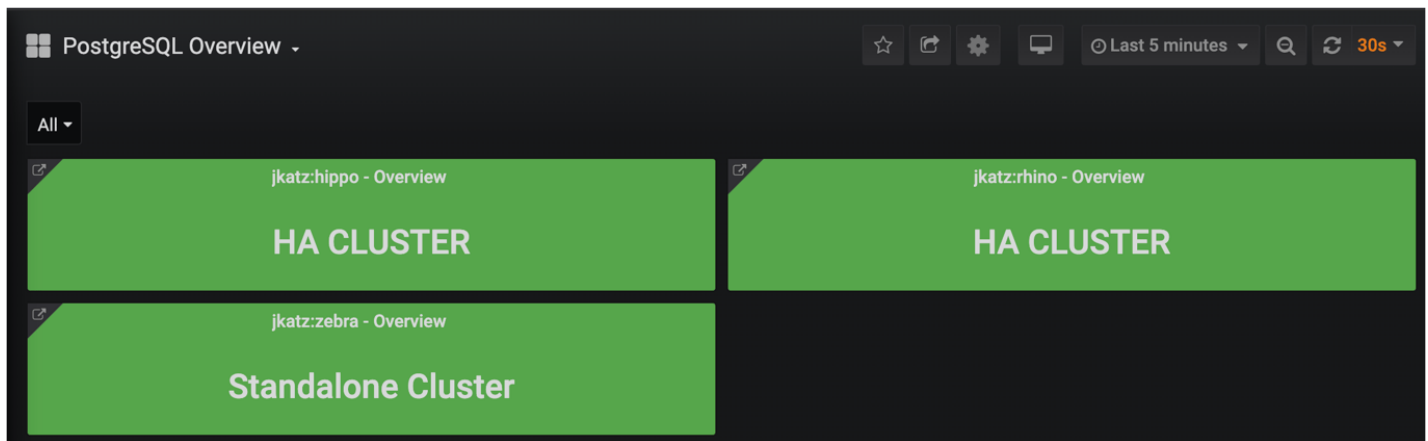 PostgreSQL Overview
Last 5 minutes
30s
All
jkatz:hippo - Overview
HA CLUSTER
jkatz:rhino - Overview
HA CLUSTER
jkatz:zebra - Overview
Standalone Cluster